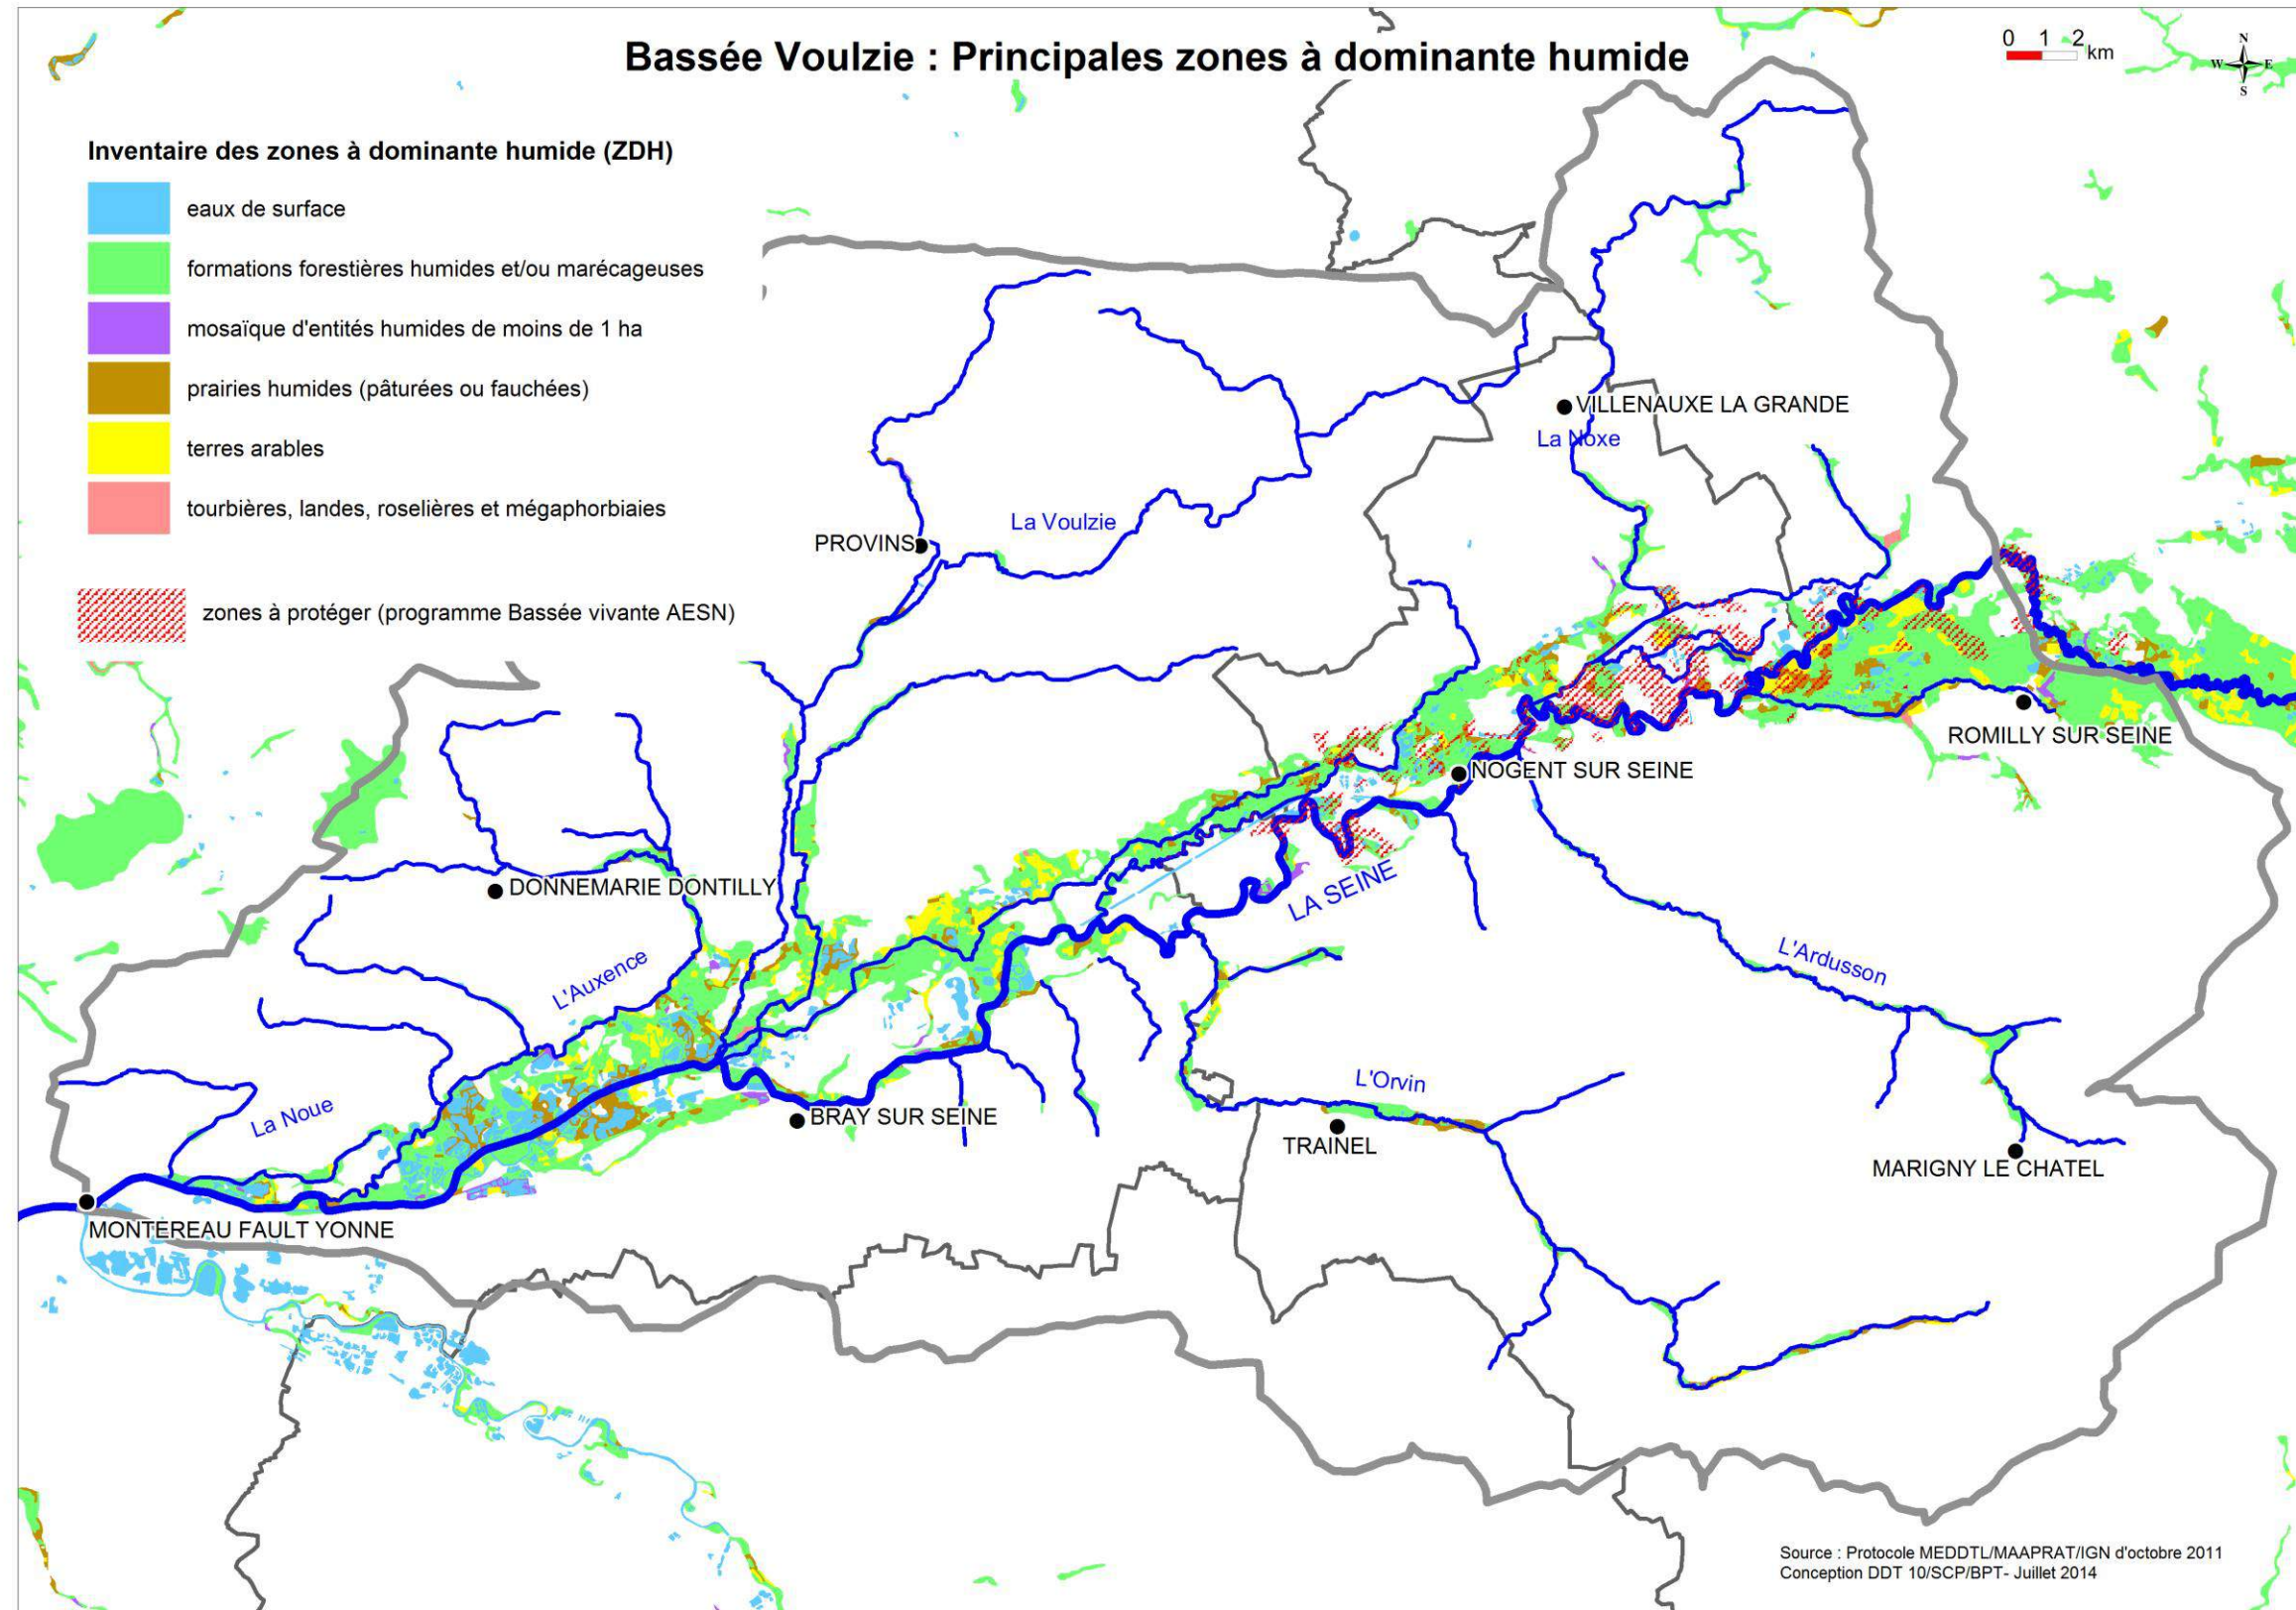 Bassée Voulzie : Principales zones à dominante humide
0 1 2 km
N
W E
S
Inventaire des zones à dominante humide (ZDH)
eaux de surface
formations forestières humides et/ou marécageuses
mosaïque d'entités humides de moins de 1 ha
prairies humides (pâturées ou fauchées)
terres arables
tourbières, landes, roselières et mégaphorbiaies
zones à protéger (programme Bassée vivante AESN)
VILLENAUXE LA GRANDE
La Noxe
La Voulzie
PROVINS
ROMILLY SUR SEINE
NOGENT SUR SEINE
DONNEMARIE DONTILLY
LA SEINE
L'Ardusson
L'Auxence
L'Orvin
La Noue
BRAY SUR SEINE
TRAINEL
MARIGNY LE CHATEL
MONTEREAU FAULT YONNE
Source : Protocole MEDDTL/MAAPRAT/IGN d'octobre 2011
Conception DDT 10/SCP/BPT- Juillet 2014